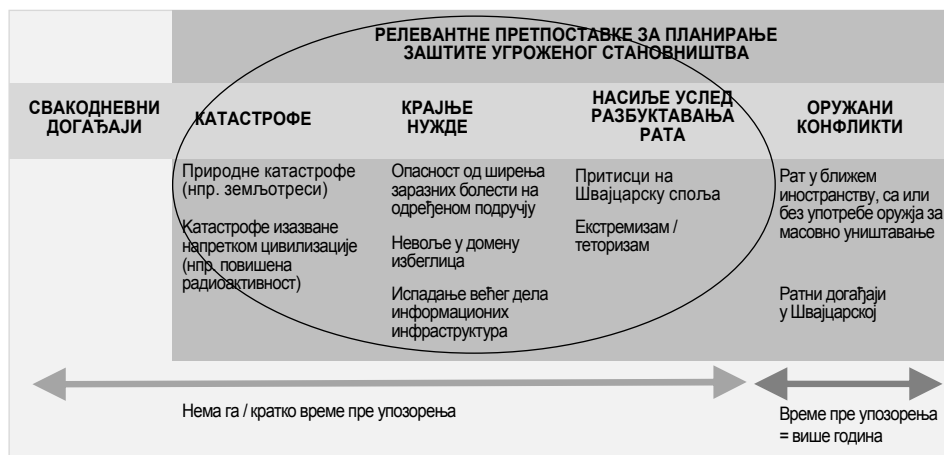 РЕЛЕВАНТНЕ ПРЕТПОСТАВКЕ ЗА ПЛАНИРАЊЕ
ЗАШТИТЕ УГРОЖЕНОГ СТАНОВНИШТВА
СВАКОДНЕВНИ
ДОГАЂАЈИ
КАТАСТРОФЕ
КРАЈЊЕ
НУЖДЕ
НАСИЉЕ УСЛЕД
РАЗБУКТАВАЊА
РАТА
ОРУЖАНИ
КОНФЛИКТИ
Природне катастрофе
(нпр. земљотреси)
Катастрофе изазване
напретком цивилизације
(нпр. повишена
радиоактивност)
Опасност од ширења
заразних болести на
одређеном подручју
Невоље у домену
избеглица
Испадање већег дела
информационих
инфраструктура
Притисци на
Швајцарску споља
Екстремизам /
теторизам
Рат у ближем
иностранству, са или
без употребе оружја за
масовно уништавање
Ратни догађаји
у Швајцарској
Нема га / кратко време пре упозорења
Време пре упозорења
= више година